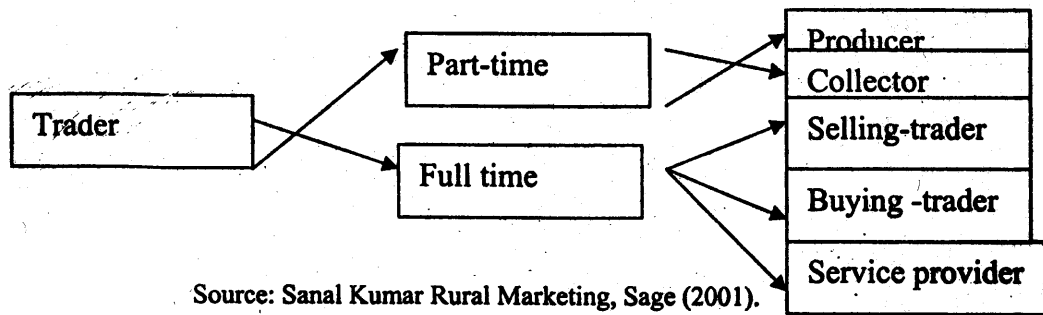 Trader
Part-time
Full time
Producer
Collector
Selling-trader
Buying -trader
Service provider
Source: Sanal Kumar Rural Marketing, Sage (2001).